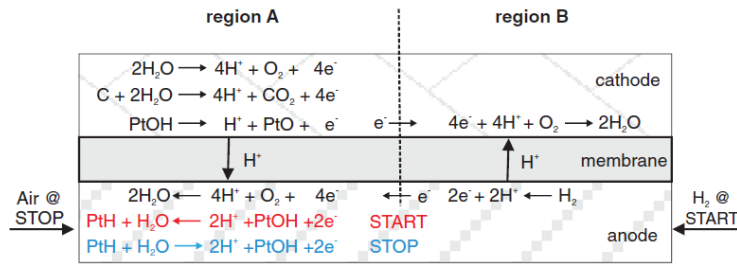 region A region B
2H₂O → 4H⁺ + O₂ + 4e⁻
cathode
C + 2H₂O → 4H⁺ + CO₂ + 4e⁻
PtOH → H⁺ + PtO + e⁻ e⁻ → 4e⁻ + 4H⁺ + O₂ → 2H₂O
H⁺ H⁺ membrane
Air @ STOP
2H₂O ← 4H⁺ + O₂ + 4e⁻ ← e⁻ 2e⁻ + 2H⁺ ← H₂
H₂ @ START
PtH + H₂O ← 2H⁺ + PtOH + 2e⁻ START
anode
PtH + H₂O → 2H⁺ + PtOH + 2e⁻ STOP